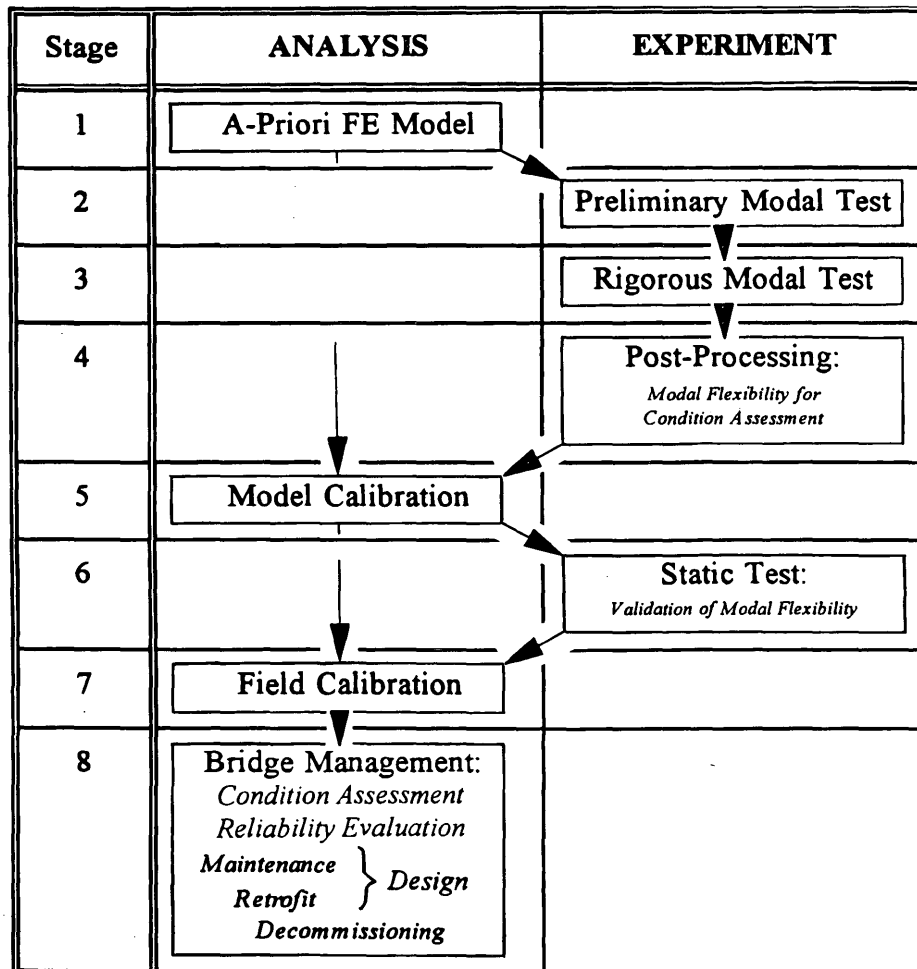 Stage ANALYSIS EXPERIMENT
1 A-Priori FE Model
2 Preliminary Modal Test
3 Rigorous Modal Test
4 Post-Processing:
Modal Flexibility for
Condition Assessment
5 Model Calibration
6 Static Test:
Validation of Modal Flexibility
7 Field Calibration
8 Bridge Management:
Condition Assessment
Reliability Evaluation
Maintenance
Retrofit
} Design
Decommissioning